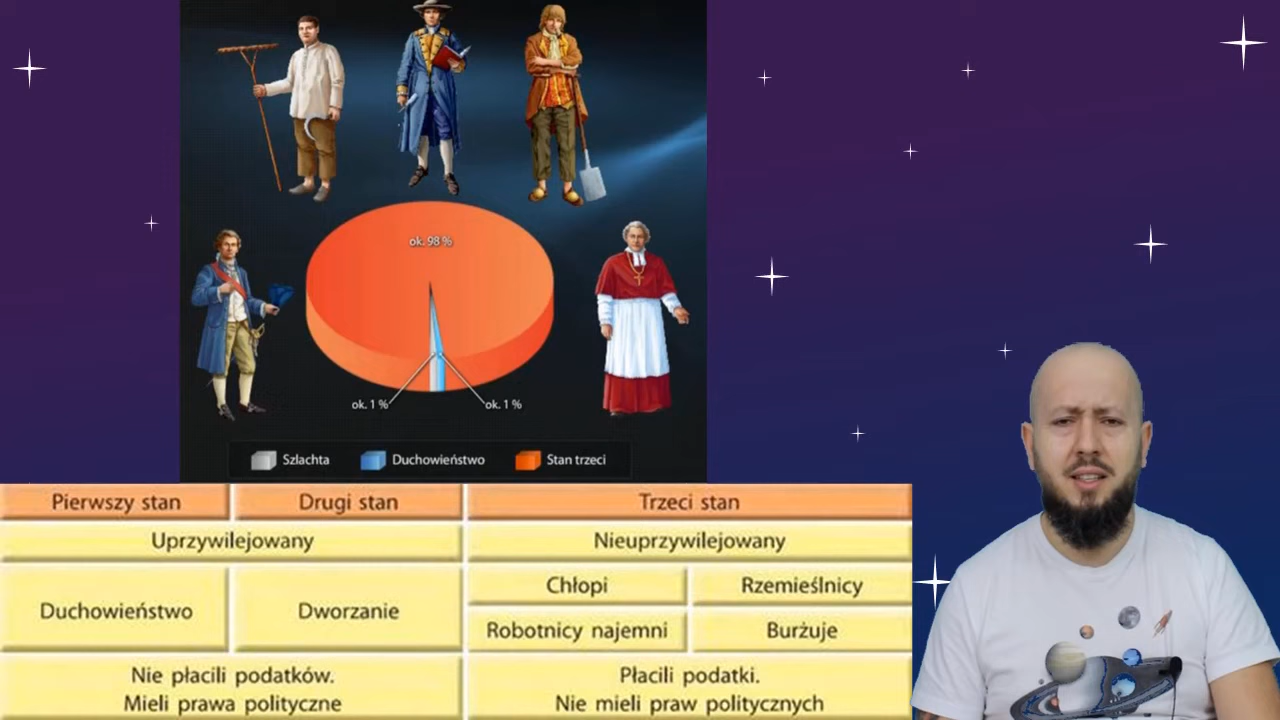 ok. 98 %
ok. 1 %
ok. 1 %
Szlachta
Duchowieństwo
Stan trzeci
Pierwszy stan
Drugi stan
Trzeci stan
Uprzywilejowany
Nieuprzywilejowany
Duchowieństwo
Dworzanie
Chłopi
Rzemieślnicy
Robotnicy najemni
Burżuje
Nie płacili podatków.
Mieli prawa polityczne
Płacili podatki.
Nie mieli praw politycznych